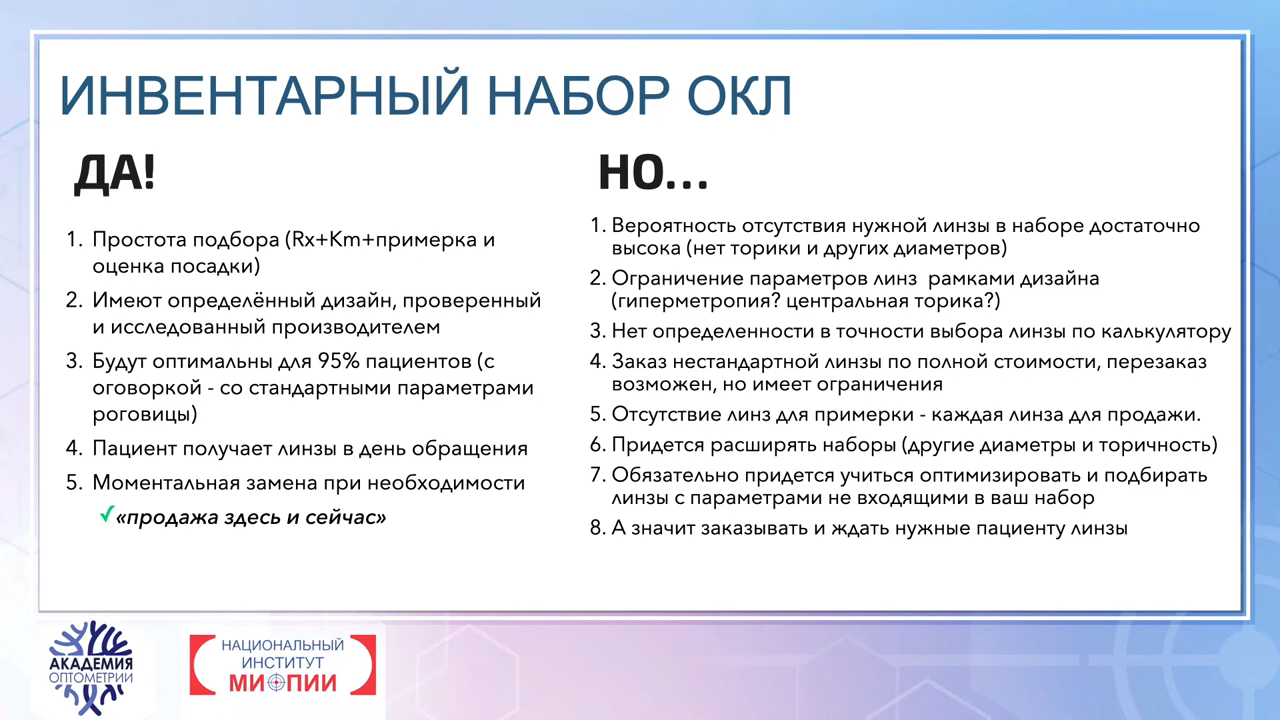 ИНВЕНТАРНЫЙ НАБОР ОКЛ
ДА!
1. Простота подбора (Rx+Km+примерка и
оценка посадки)
2. Имеют определённый дизайн, проверенный
и исследованный производителем
3. Будут оптимальны для 95% пациентов (с
оговоркой - со стандартными параметрами
роговицы)
4. Пациент получает линзы в день обращения
5. Моментальная замена при необходимости
✓«продажа здесь и сейчас»
НО...
1. Вероятность отсутствия нужной линзы в наборе достаточно
высока (нет торики и других диаметров)
2. Ограничение параметров линз рамками дизайна
(гиперметропия? центральная торика?)
3. Нет определенности в точности выбора линзы по калькулятору
4. Заказ нестандартной линзы по полной стоимости, перезаказ
возможен, но имеет ограничения
5. Отсутствие линз для примерки - каждая линза для продажи.
6. Придется расширять наборы (другие диаметры и торичность)
7. Обязательно придется учиться оптимизировать и подбирать
линзы с параметрами не входящими в ваш набор
8. А значит заказывать и ждать нужные пациенту линзы
АКАДЕМИЯ
ОПТОМЕТРИИ
НАЦИОНАЛЬНЫЙ
ИНСТИТУТ
МИОПИИ